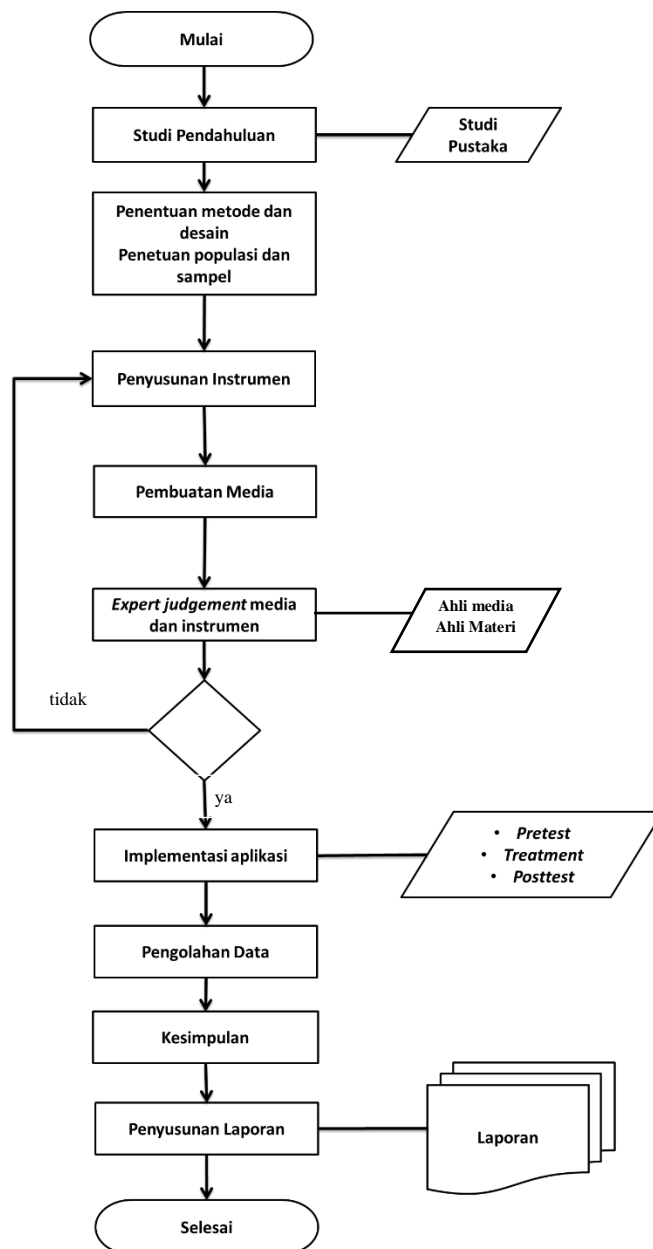 Mulai
Studi Pendahuluan
Studi
Pustaka
Penentuan metode dan
desain
Penetuan populasi dan
sampel
Penyusunan Instrumen
Pembuatan Media
Expert judgement media
dan instrumen
Ahli media
Ahli Materi
tidak
ya
Implementasi aplikasi
• Pretest
• Treatment
• Posttest
Pengolahan Data
Kesimpulan
Penyusunan Laporan
Laporan
Selesai